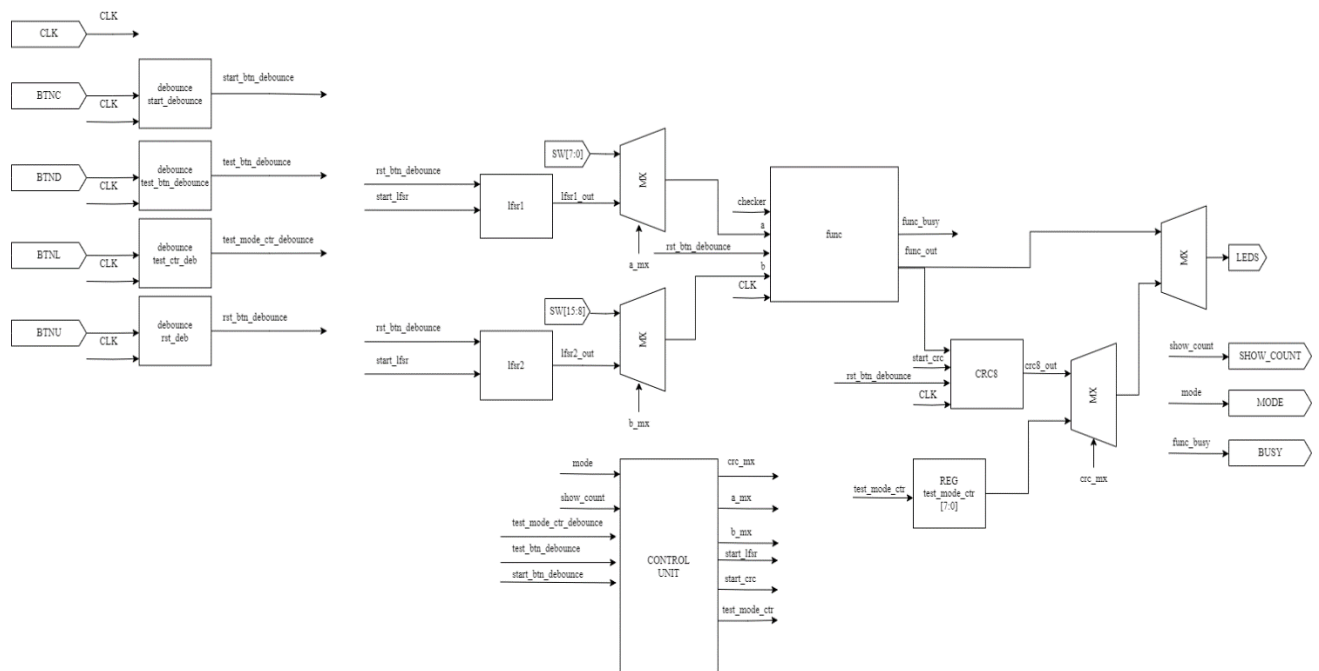 CLK
CLK
BTNC
CLK
debounce
start_debounce
start_btn_debounce
BTND
CLK
debounce
test_btn_debounce
test_btn_debounce
BTNL
CLK
debounce
test_ctr_deb
test_mode_ctr_debounce
BTNU
CLK
debounce
rst_deb
rst_btn_debounce
rst_btn_debounce
start_lfsr
lfsr1
lfsr1_out
SW[7:0]
MX
a_mx
rst_btn_debounce
start_lfsr
lfsr2
lfsr2_out
SW[15:8]
MX
b_mx
checker
a
rst_btn_debounce
b
CLK
func
func_busy
func_out
start_crc
rst_btn_debounce
CLK
CRC8
crc8_out
MX
crc_mx
test_mode_ctr
REG
test_mode_ctr
[7:0]
MX
LEDS
show_count
SHOW_COUNT
mode
MODE
func_busy
BUSY
mode
show_count
test_mode_ctr_debounce
test_btn_debounce
start_btn_debounce
CONTROL
UNIT
crc_mx
a_mx
b_mx
start_lfsr
start_crc
test_mode_ctr